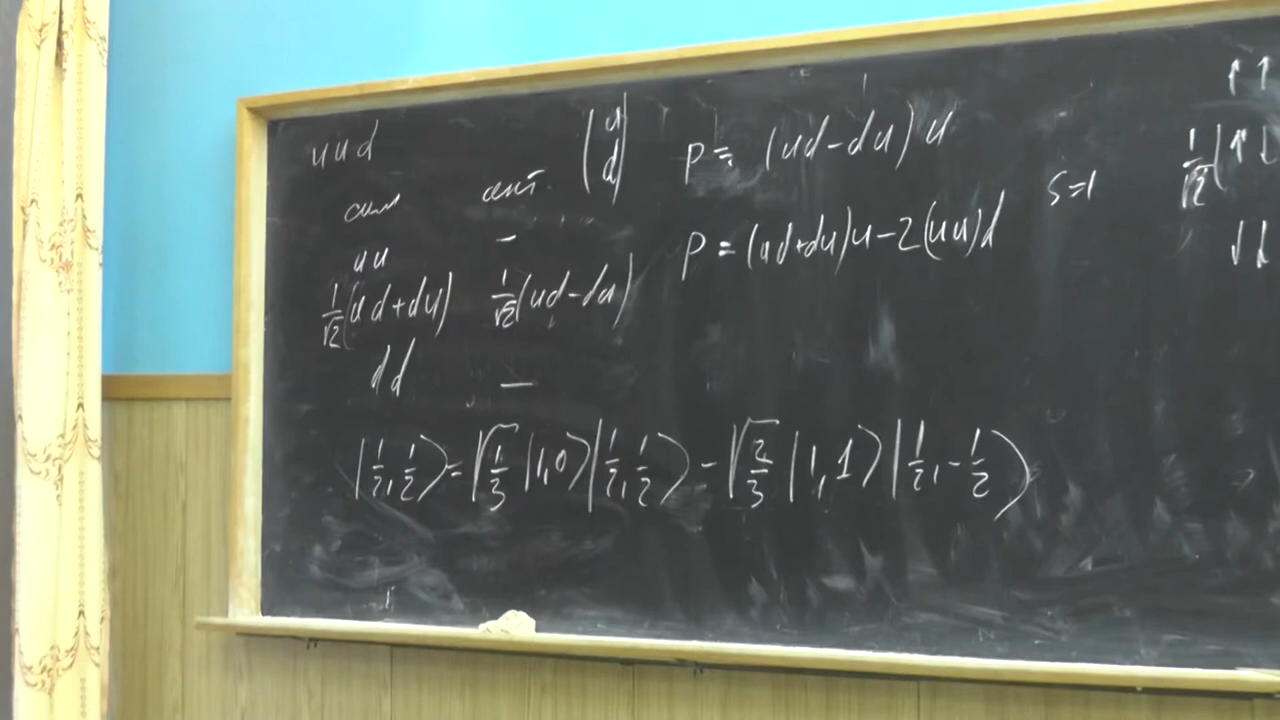 uud
(u d)
p = (ud-du)u
↑↑
сим
ант.
S=1
1/√2(↑↓
uu
—
p = (ud+du)u-2(uu)d
↓↓
1/√2(ud+du)
1/√2(ud-du)
dd
—
|1/2,1/2⟩=√1/3|1,0⟩|1/2,1/2⟩-√2/3|1,1⟩|1/2,-1/2⟩